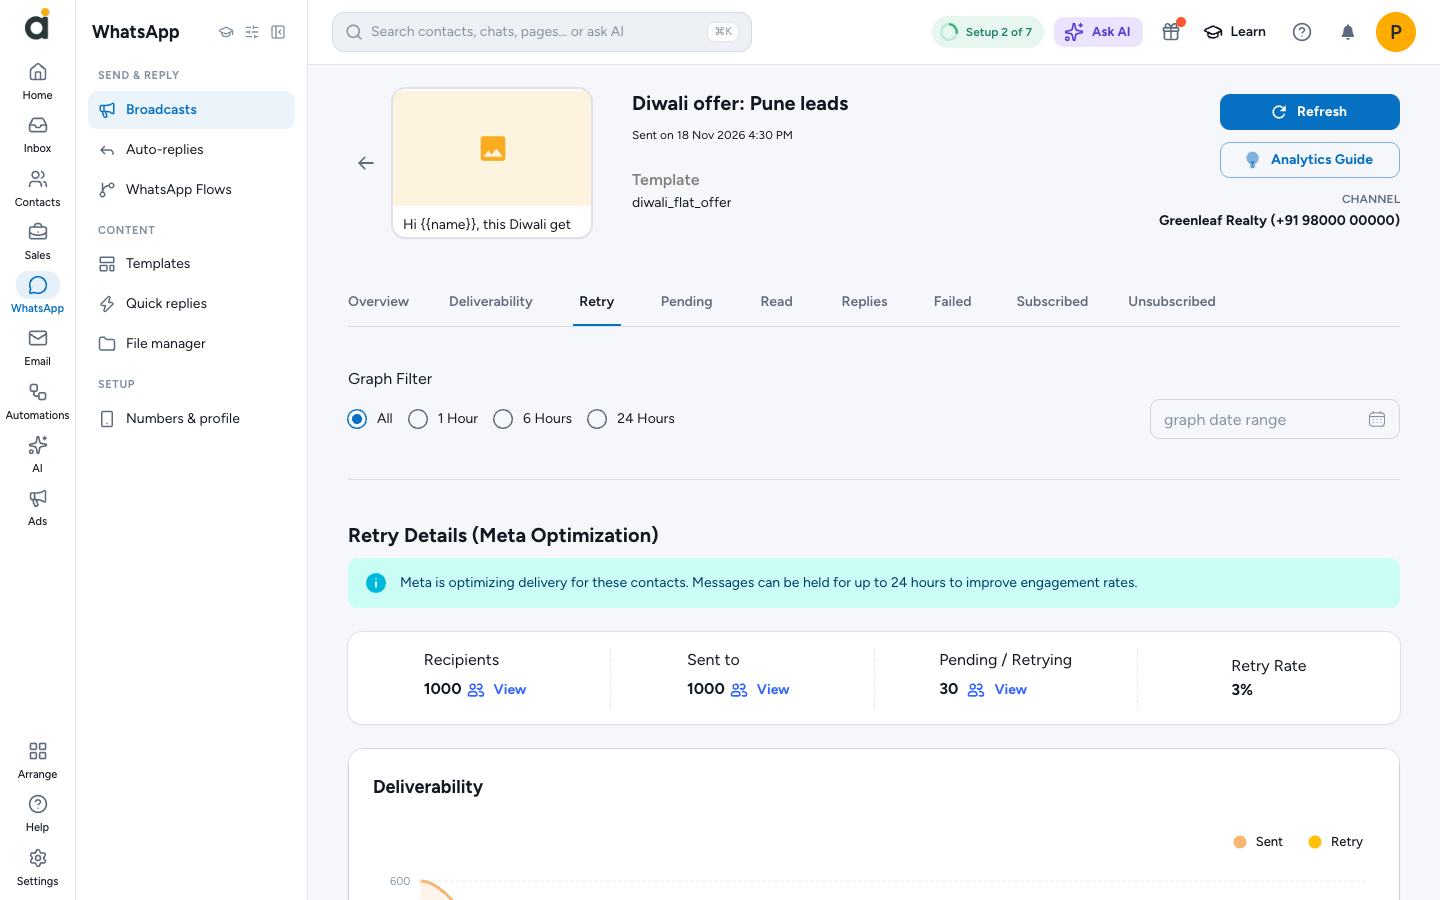 Home
Inbox
Contacts
Sales
WhatsApp
Email
Automations
AI
Ads
Arrange
Help
Settings
WhatsApp
SEND & REPLY
Broadcasts
Auto-replies
WhatsApp Flows
CONTENT
Templates
Quick replies
File manager
SETUP
Numbers & profile
Search contacts, chats, pages... or ask AI
⌘K
Setup 2 of 7
Ask AI
Learn
P
Hi {{name}}, this Diwali get
Diwali offer: Pune leads
Sent on 18 Nov 2026 4:30 PM
Template
diwali_flat_offer
Refresh
Analytics Guide
CHANNEL
Greenleaf Realty (+91 98000 00000)
Overview Deliverability Retry Pending Read Replies Failed Subscribed Unsubscribed
Graph Filter
All 1 Hour 6 Hours 24 Hours
graph date range
Retry Details (Meta Optimization)
Meta is optimizing delivery for these contacts. Messages can be held for up to 24 hours to improve engagement rates.
Recipients
1000 View
Sent to
1000 View
Pending / Retrying
30 View
Retry Rate
3%
Deliverability
Sent Retry
600